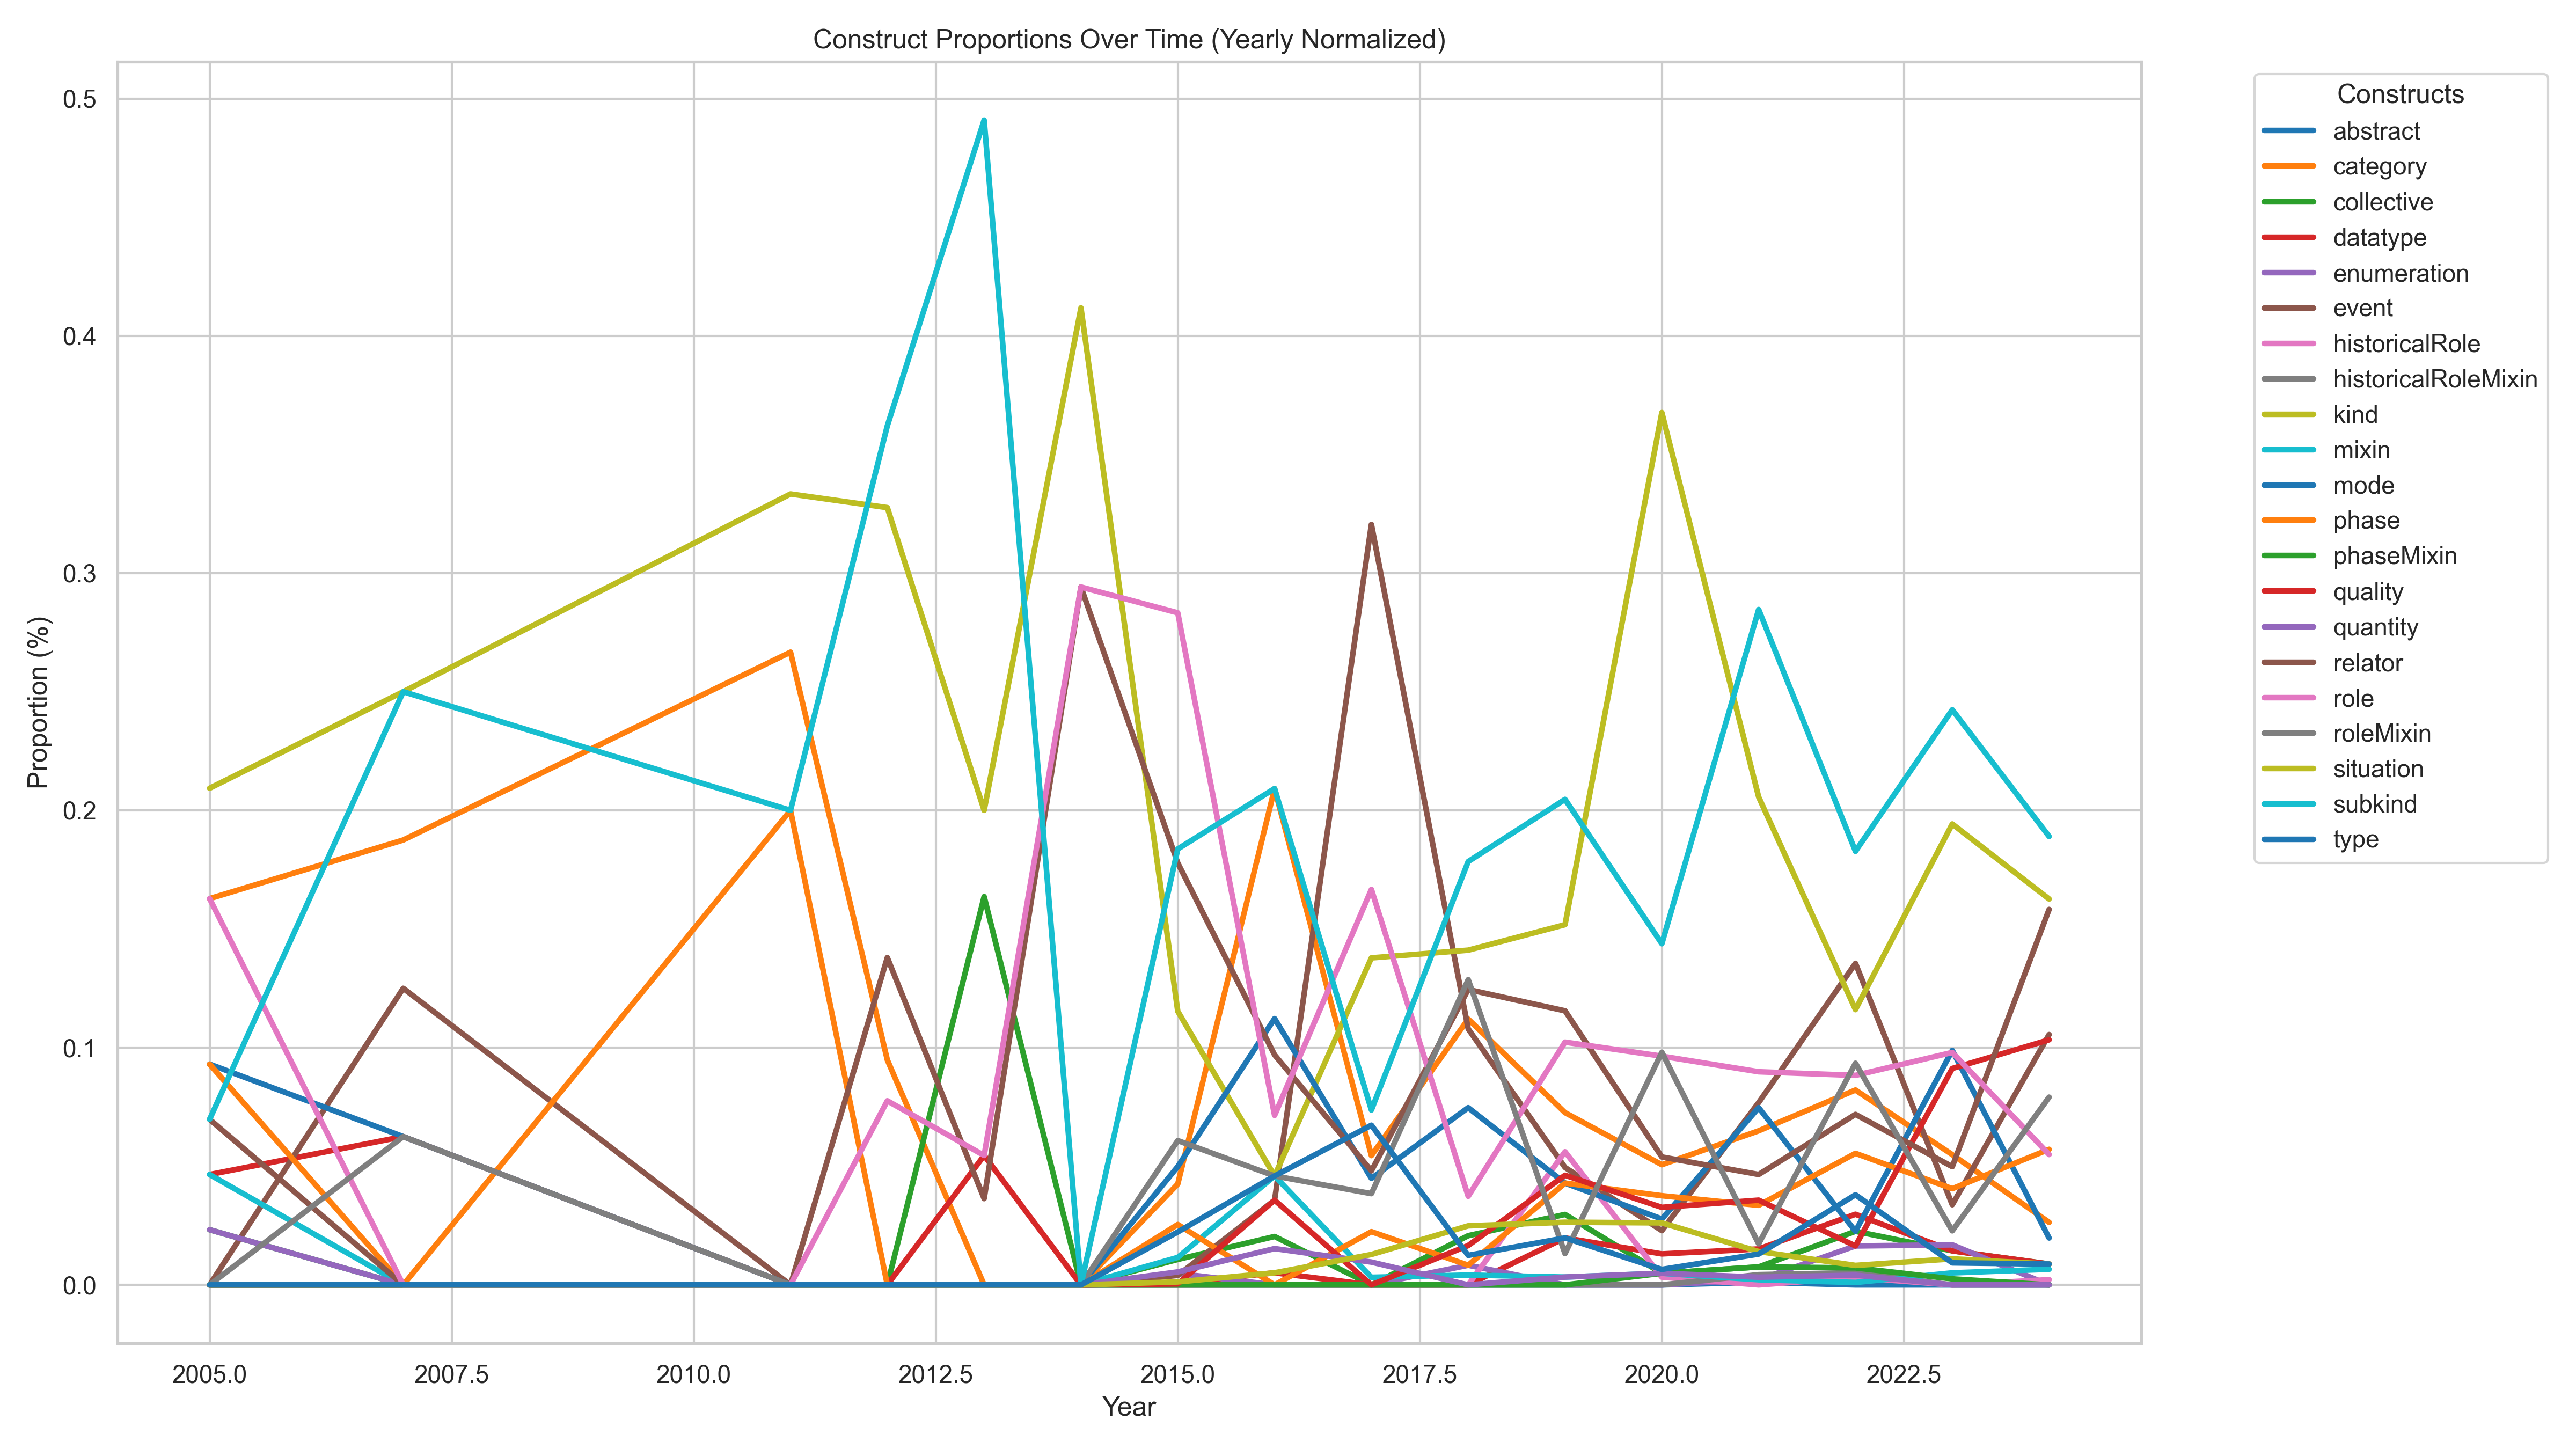 Construct Proportions Over Time (Yearly Normalized)
Proportion (%)
0.5
0.4
0.3
0.2
0.1
0.0
2005.0 2007.5 2010.0 2012.5 2015.0 2017.5 2020.0 2022.5
Year
Constructs
abstract
category
collective
datatype
enumeration
event
historicalRole
historicalRoleMixin
kind
mixin
mode
phase
phaseMixin
quality
quantity
relator
role
roleMixin
situation
subkind
type